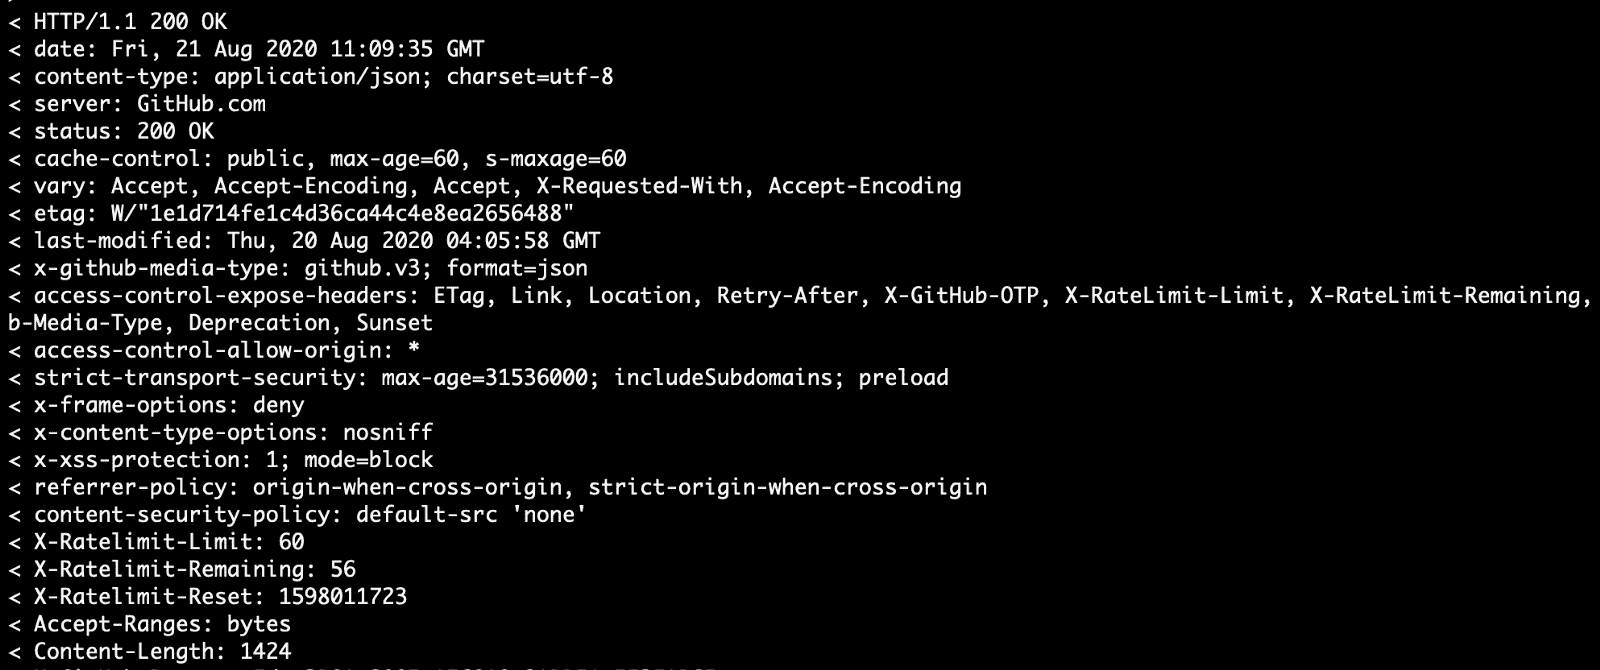 < HTTP/1.1 200 OK
< date: Fri, 21 Aug 2020 11:09:35 GMT
< content-type: application/json; charset=utf-8
< server: GitHub.com
< status: 200 OK
< cache-control: public, max-age=60, s-maxage=60
< vary: Accept, Accept-Encoding, Accept, X-Requested-With, Accept-Encoding
< etag: W/"1e1d714fe1c4d36ca44c4e8ea2656488"
< last-modified: Thu, 20 Aug 2020 04:05:58 GMT
< x-github-media-type: github.v3; format=json
< access-control-expose-headers: ETag, Link, Location, Retry-After, X-GitHub-OTP, X-RateLimit-Limit, X-RateLimit-Remaining,
b-Media-Type, Deprecation, Sunset
< access-control-allow-origin: *
< strict-transport-security: max-age=31536000; includeSubdomains; preload
< x-frame-options: deny
< x-content-type-options: nosniff
< x-xss-protection: 1; mode=block
< referrer-policy: origin-when-cross-origin, strict-origin-when-cross-origin
< content-security-policy: default-src 'none'
< X-Ratelimit-Limit: 60
< X-Ratelimit-Remaining: 56
< X-Ratelimit-Reset: 1598011723
< Accept-Ranges: bytes
< Content-Length: 1424